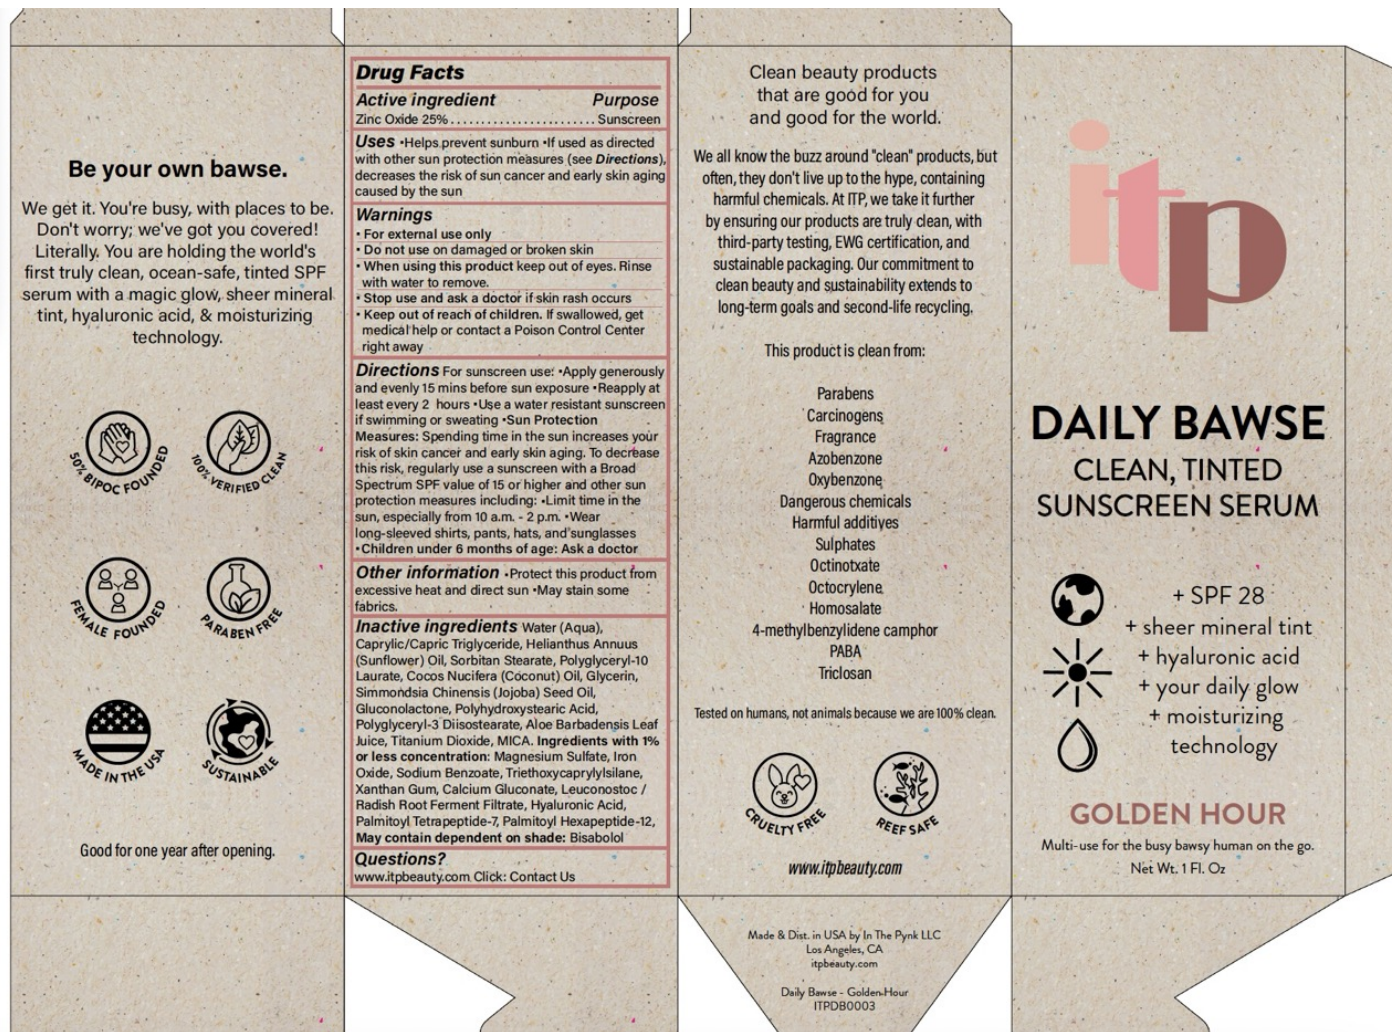 Be your own bawse.
We get it. You're busy, with places to be.
Don't worry; we've got you covered!
Literally. You are holding the world's
first truly clean, ocean-safe, tinted SPF
serum with a magic glow, sheer mineral
tint, hyaluronic acid, & moisturizing
technology.
50% BIPOC FOUNDED
100% VERIFIED CLEAN
FEMALE FOUNDED
PARABEN FREE
MADE IN THE USA
SUSTAINABLE
Good for one year after opening.
Drug Facts
Active ingredient Purpose
Zinc Oxide 25%.......................Sunscreen
Uses •Helps prevent sunburn •If used as directed
with other sun protection measures (see Directions),
decreases the risk of sun cancer and early skin aging
caused by the sun
Warnings
• For external use only
• Do not use on damaged or broken skin
• When using this product keep out of eyes. Rinse
with water to remove.
• Stop use and ask a doctor if skin rash occurs
• Keep out of reach of children. If swallowed, get
medical help or contact a Poison Control Center
right away
Directions For sunscreen use: •Apply generously
and evenly 15 mins before sun exposure •Reapply at
least every 2 hours •Use a water resistant sunscreen
if swimming or sweating •Sun Protection
Measures: Spending time in the sun increases your
risk of skin cancer and early skin aging. To decrease
this risk, regularly use a sunscreen with a Broad
Spectrum SPF value of 15 or higher and other sun
protection measures including: •Limit time in the
sun, especially from 10 a.m. - 2 p.m. •Wear
long-sleeved shirts, pants, hats, and sunglasses
•Children under 6 months of age: Ask a doctor
Other information •Protect this product from
excessive heat and direct sun •May stain some
fabrics.
Inactive ingredients Water (Aqua),
Caprylic/Capric Triglyceride, Helianthus Annuus
(Sunflower) Oil, Sorbitan Stearate, Polyglyceryl-10
Laurate, Cocos Nucifera (Coconut) Oil, Glycerin,
Simmondsia Chinensis (Jojoba) Seed Oil,
Gluconolactone, Polyhydroxystearic Acid,
Polyglyceryl-3 Diisostearate, Aloe Barbadensis Leaf
Juice, Titanium Dioxide, MICA. Ingredients with 1%
or less concentration: Magnesium Sulfate, Iron
Oxide, Sodium Benzoate, Triethoxycaprylylsilane,
Xanthan Gum, Calcium Gluconate, Leuconostoc /
Radish Root Ferment Filtrate, Hyaluronic Acid,
Palmitoyl Tetrapeptide-7, Palmitoyl Hexapeptide-12,
May contain dependent on shade: Bisabolol
Questions?
www.itpbeauty.com Click: Contact Us
Clean beauty products
that are good for you
and good for the world.
We all know the buzz around "clean" products, but
often, they don't live up to the hype, containing
harmful chemicals. At ITP, we take it further
by ensuring our products are truly clean, with
third-party testing, EWG certification, and
sustainable packaging. Our commitment to
clean beauty and sustainability extends to
long-term goals and second-life recycling.
This product is clean from:
Parabens
Carcinogens
Fragrance
Azobenzone
Oxybenzone
Dangerous chemicals
Harmful additiyes
Sulphates
Octinotxate
Octocrylene
Homosalate
4-methylbenzylidene camphor
PABA
Triclosan
Tested on humans, not animals because we are 100% clean.
CRUELTY FREE
REEF SAFE
www.itpbeauty.com
Made & Dist. in USA by In The Pynk LLC
Los Angeles, CA
itpbeauty.com
Daily Bawse - Golden Hour
ITPDB0003
itp
DAILY BAWSE
CLEAN, TINTED
SUNSCREEN SERUM
+ SPF 28
+ sheer mineral tint
+ hyaluronic acid
+ your daily glow
+ moisturizing
technology
GOLDEN HOUR
Multi-use for the busy bawsy human on the go.
Net Wt. 1 Fl. Oz